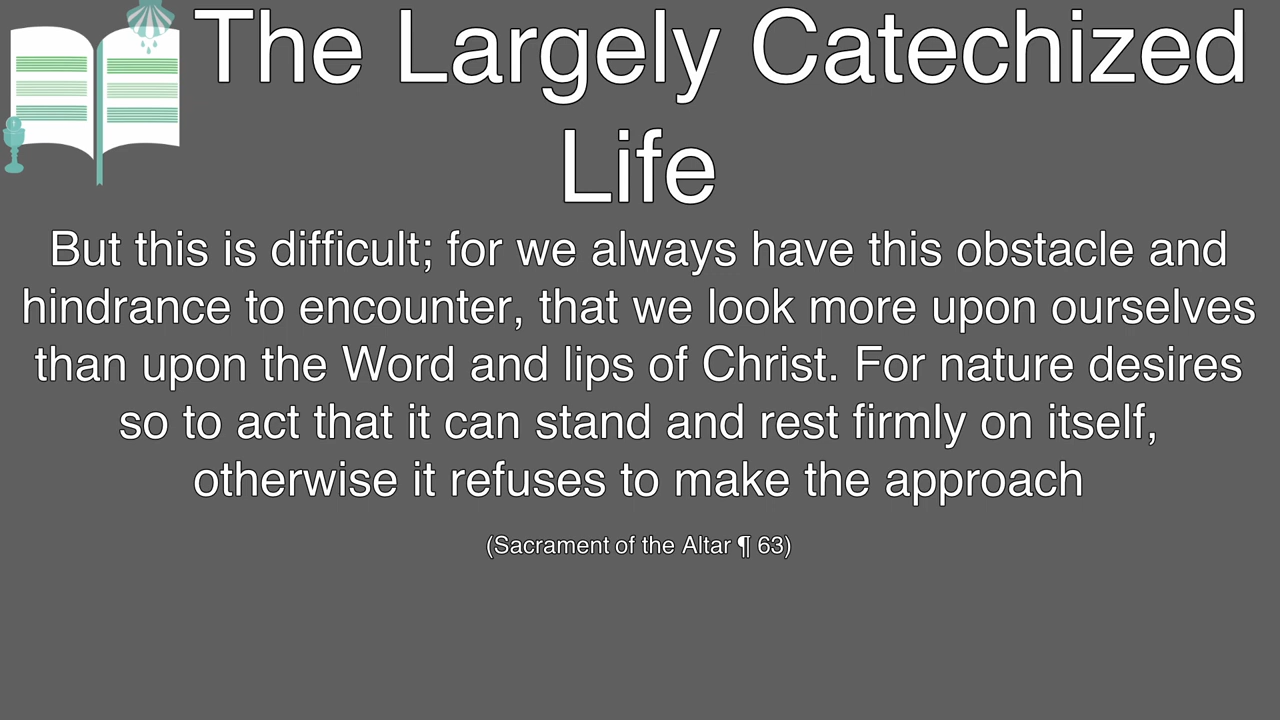 The Largely Catechized
Life
But this is difficult; for we always have this obstacle and
hindrance to encounter, that we look more upon ourselves
than upon the Word and lips of Christ. For nature desires
so to act that it can stand and rest firmly on itself,
otherwise it refuses to make the approach
(Sacrament of the Altar ¶ 63)